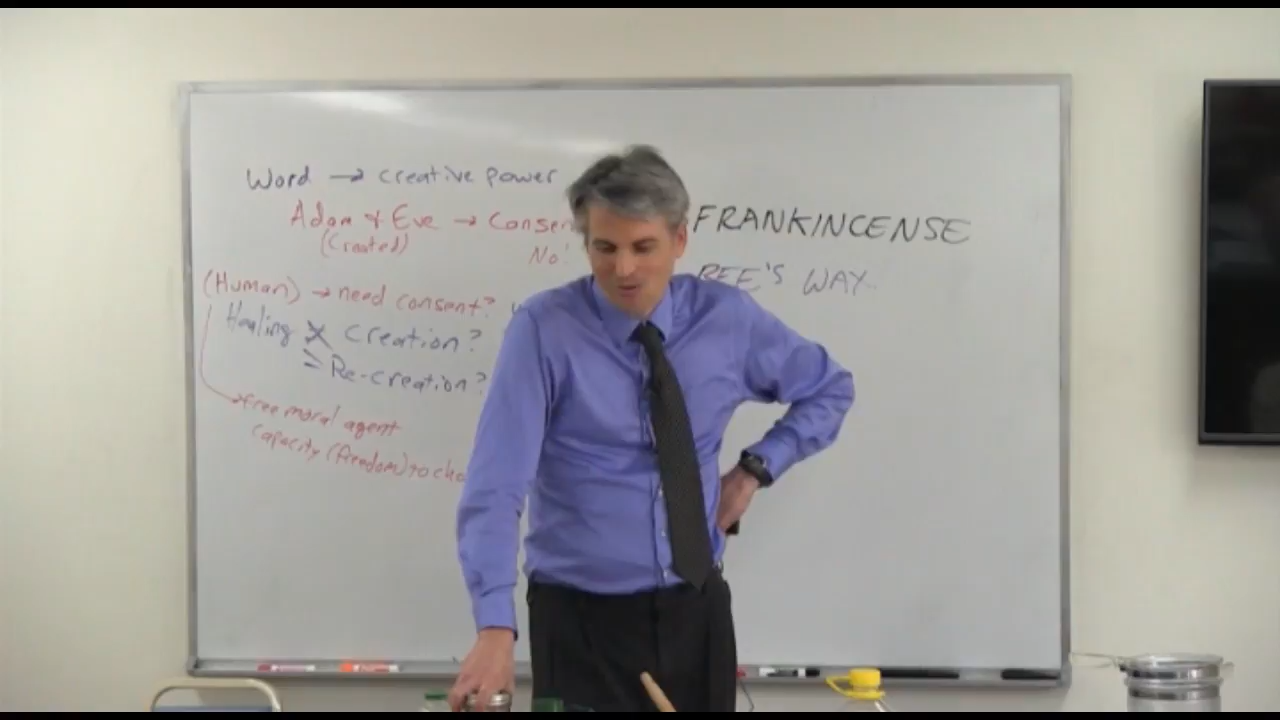 Word → creative power
Adam & Eve → Consen
(Created)
No!
(Human) → need consent?
Healing × Creation?
= Re-creation?
free moral agent
capacity (freedom) to cho
FRANKINCENSE
BEE'S WAY